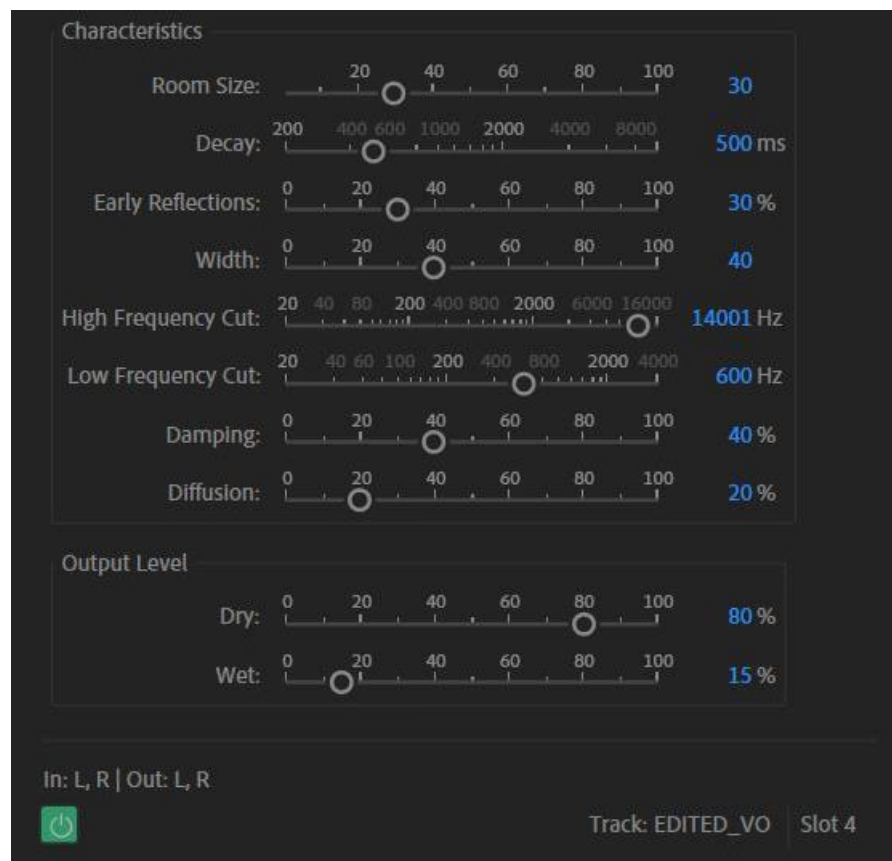 Characteristics
20 40 60 80 100
Room Size: 30
200 400 600 1000 2000 4000 8000
Decay: 500 ms
0 20 40 60 80 100
Early Reflections: 30 %
0 20 40 60 80 100
Width: 40
20 40 80 200 400 800 2000 6000 16000
High Frequency Cut: 14001 Hz
20 40 60 100 200 400 800 2000 4000
Low Frequency Cut: 600 Hz
0 20 40 60 80 100
Damping: 40 %
0 20 40 60 80 100
Diffusion: 20 %
Output Level
0 20 40 60 80 100
Dry: 80 %
0 20 40 60 80 100
Wet: 15 %
In: L, R | Out: L, R
Track: EDITED_VO Slot 4